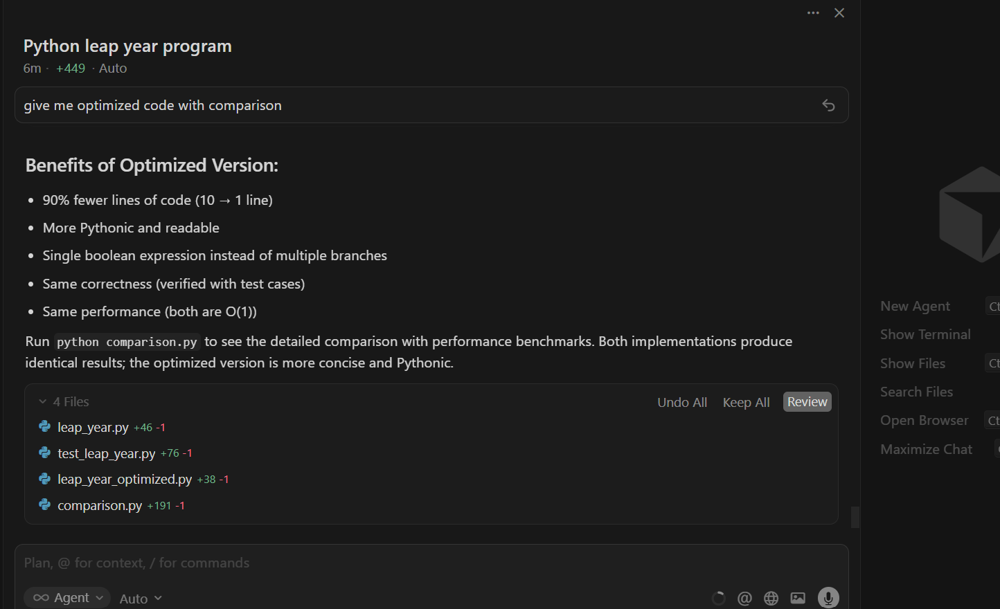 Python leap year program
6m · +449 · Auto
give me optimized code with comparison
Benefits of Optimized Version:
• 90% fewer lines of code (10 → 1 line)
• More Pythonic and readable
• Single boolean expression instead of multiple branches
• Same correctness (verified with test cases)
• Same performance (both are O(1))
Run python comparison.py to see the detailed comparison with performance benchmarks. Both implementations produce
identical results; the optimized version is more concise and Pythonic.
4 Files Undo All Keep All Review
leap_year.py +46 -1
test_leap_year.py +76 -1
leap_year_optimized.py +38 -1
comparison.py +191 -1
Plan, @ for context, / for commands
Agent Auto
New Agent
Show Terminal
Show Files
Search Files
Open Browser
Maximize Chat